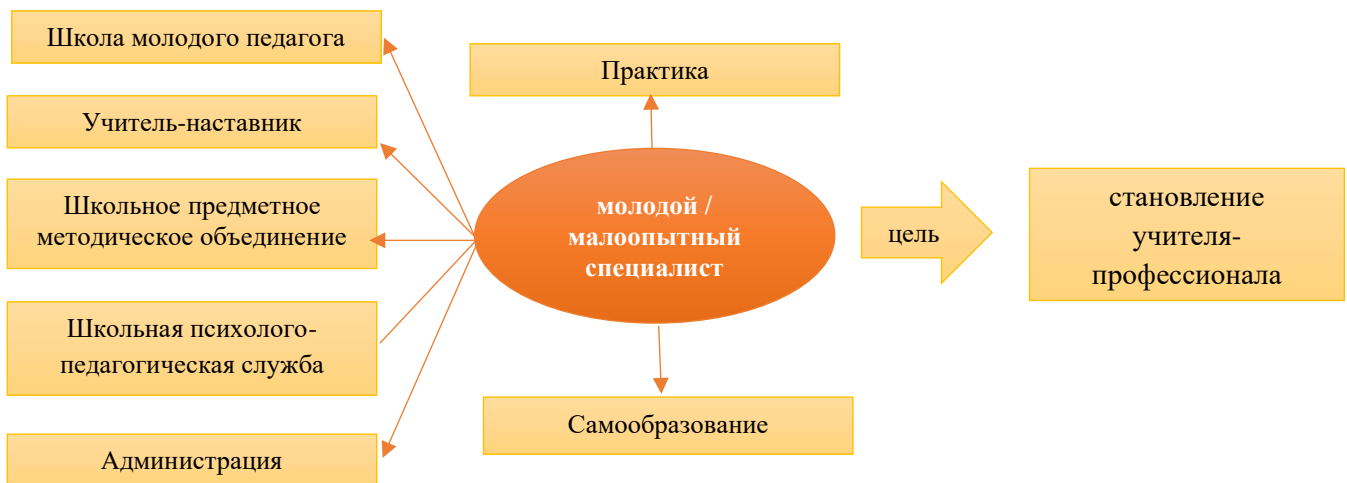 Школа молодого педагога
Практика
Учитель-наставник
Школьное предметное
методическое объединение
молодой /
малоопытный
специалист
цель
становление
учителя-
профессионала
Школьная психолого-
педагогическая служба
Самообразование
Администрация